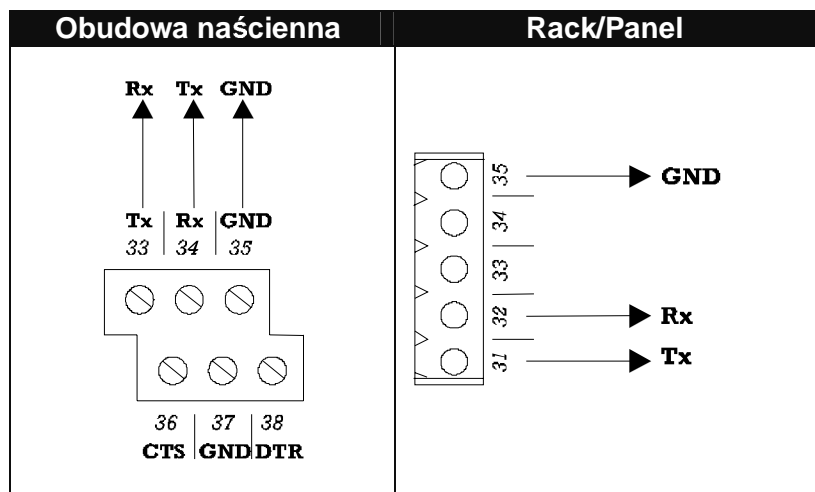 Obudowa naścienna
Rack/Panel
Rx Tx GND
Tx Rx GND
33 34 35
36 37 38
CTS GND DTR
35 GND
34
33
32 Rx
31 Tx